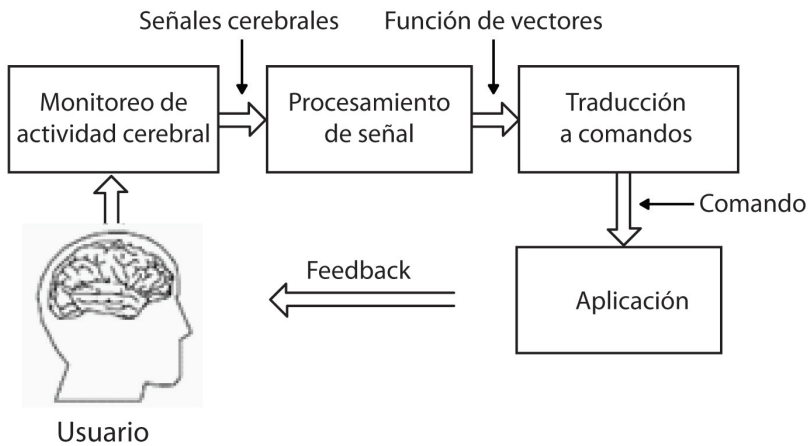 Señales cerebrales
Función de vectores
Monitoreo de
actividad cerebral
Procesamiento
de señal
Traducción
a comandos
Comando
Feedback
Aplicación
Usuario